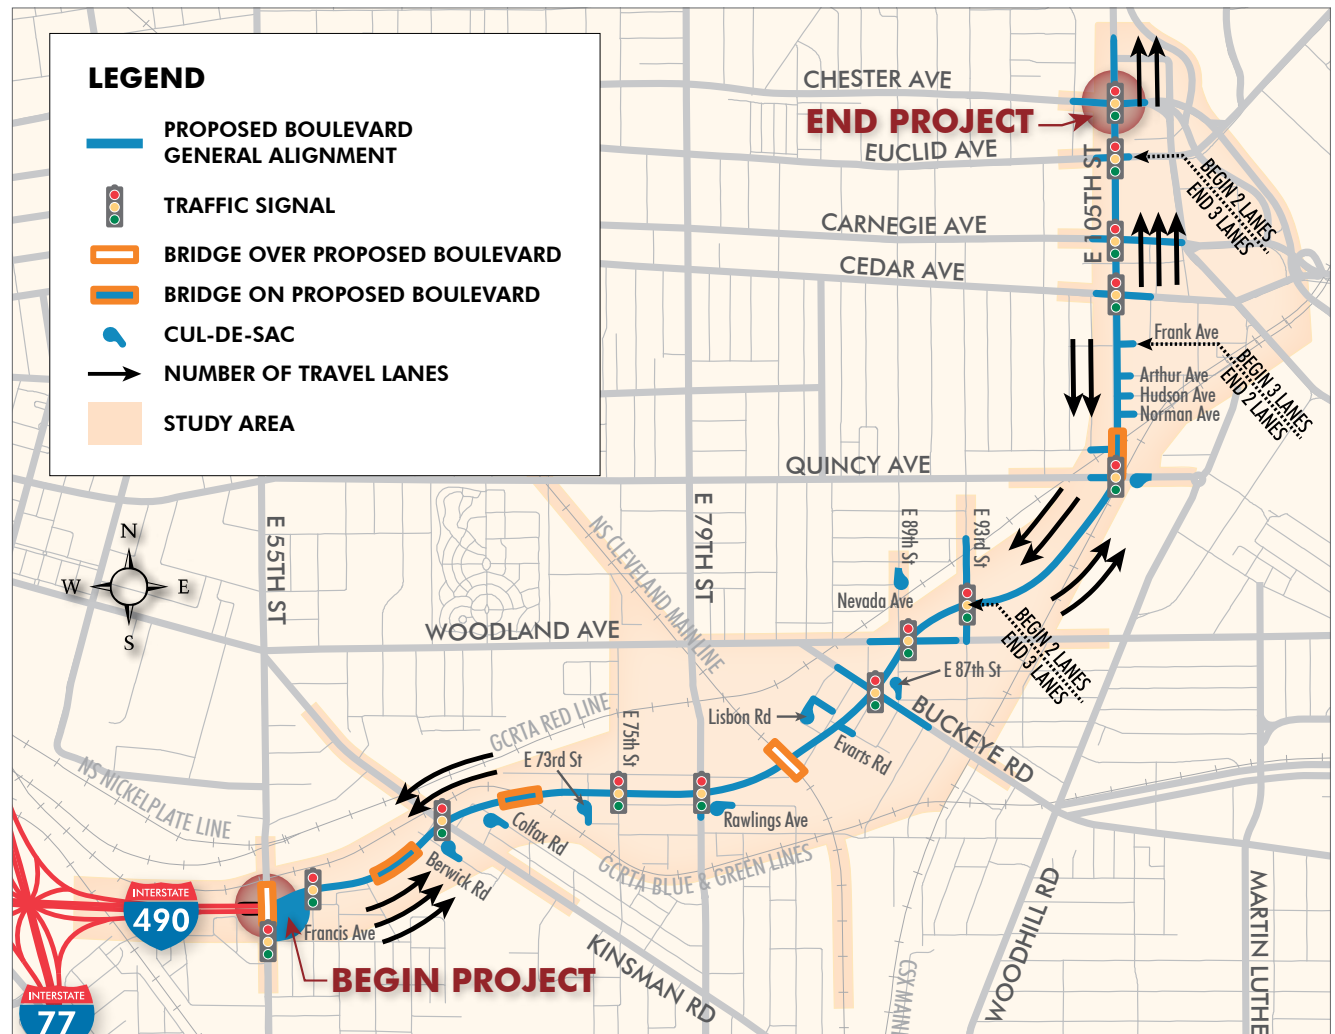 LEGEND
PROPOSED BOULEVARD
GENERAL ALIGNMENT
TRAFFIC SIGNAL
BRIDGE OVER PROPOSED BOULEVARD
BRIDGE ON PROPOSED BOULEVARD
CUL-DE-SAC
NUMBER OF TRAVEL LANES
STUDY AREA
CHESTER AVE
END PROJECT
EUCLID AVE
E 105TH ST
BEGIN 2 LANES
END 3 LANES
CARNEGIE AVE
CEDAR AVE
Frank Ave
BEGIN 3 LANES
END 2 LANES
Arthur Ave
Hudson Ave
Norman Ave
QUINCY AVE
N
W
E
S
E 55TH ST
NS CLEVELAND MAINLINE
E 79TH ST
E 89th St
E 93rd St
Nevada Ave
WOODLAND AVE
BEGIN 2 LANES
END 3 LANES
E 87th St
BUCKEYE RD
Lisbon Rd
Evarts Rd
GCRTA RED LINE
E 75th St
E 73rd St
NS NICKELPLATE LINE
Rawlings Ave
Colfax Rd
GCRTA BLUE & GREEN LINES
Berwick Rd
INTERSTATE
490
Francis Ave
BEGIN PROJECT
KINSMAN RD
CSX MAIN
WOODHILL RD
MARTIN LUTHE
INTERSTATE
77